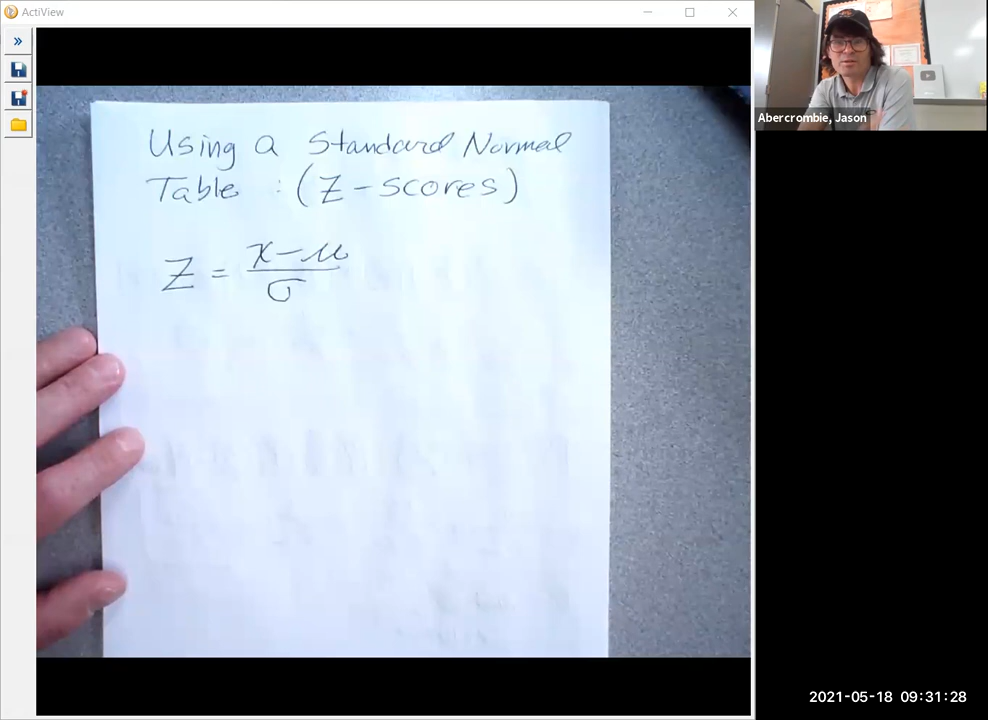 ActiView
Using a Standard Normal
Table : (Z-scores)
Z = x-μ
σ
Abercrombie, Jason
2021-05-18 09:31:28